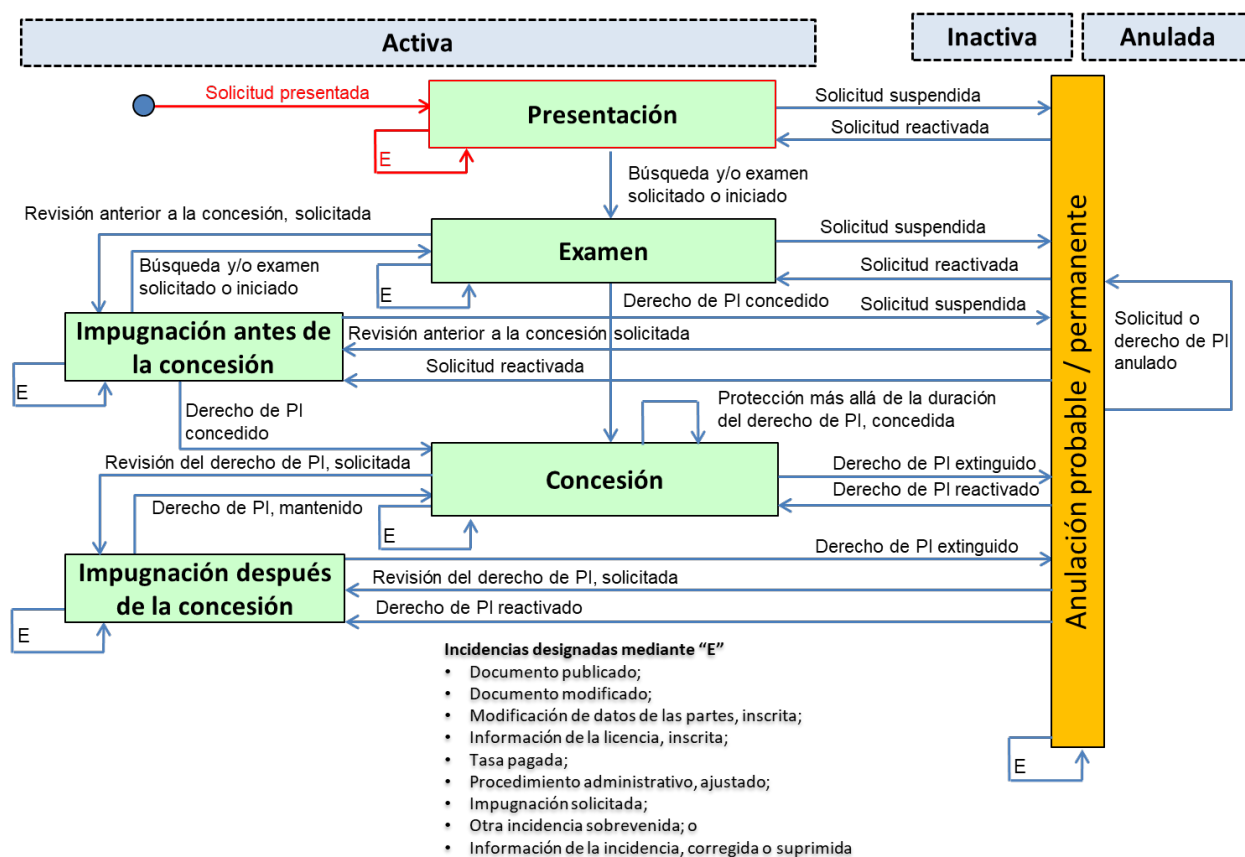 Activa
Inactiva
Anulada
Solicitud presentada
Presentación
E
Solicitud suspendida
Solicitud reactivada
Búsqueda y/o examen
solicitado o iniciado
Revisión anterior a la concesión, solicitada
Examen
E
Solicitud suspendida
Solicitud reactivada
Búsqueda y/o examen
solicitado o iniciado
Derecho de PI concedido
Solicitud suspendida
Impugnación antes de
la concesión
E
Revisión anterior a la concesión solicitada
Solicitud reactivada
Solicitud o
derecho de PI
anulado
Anulación probable / permanente
Derecho de PI
concedido
Protección más allá de la duración
del derecho de PI, concedida
Revisión del derecho de PI, solicitada
Concesión
E
Derecho de PI extinguido
Derecho de PI reactivado
Derecho de PI, mantenido
Impugnación después
de la concesión
E
Derecho de PI extinguido
Revisión del derecho de PI, solicitada
Derecho de PI reactivado
E
Incidencias designadas mediante “E”
• Documento publicado;
• Documento modificado;
• Modificación de datos de las partes, inscrita;
• Información de la licencia, inscrita;
• Tasa pagada;
• Procedimiento administrativo, ajustado;
• Impugnación solicitada;
• Otra incidencia sobrevenida; o
• Información de la incidencia, corregida o suprimida